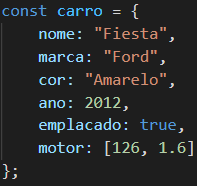 const carro = {
    nome: "Fiesta",
    marca: "Ford",
    cor: "Amarelo",
    ano: 2012,
    emplacado: true,
    motor: [126, 1.6]
};